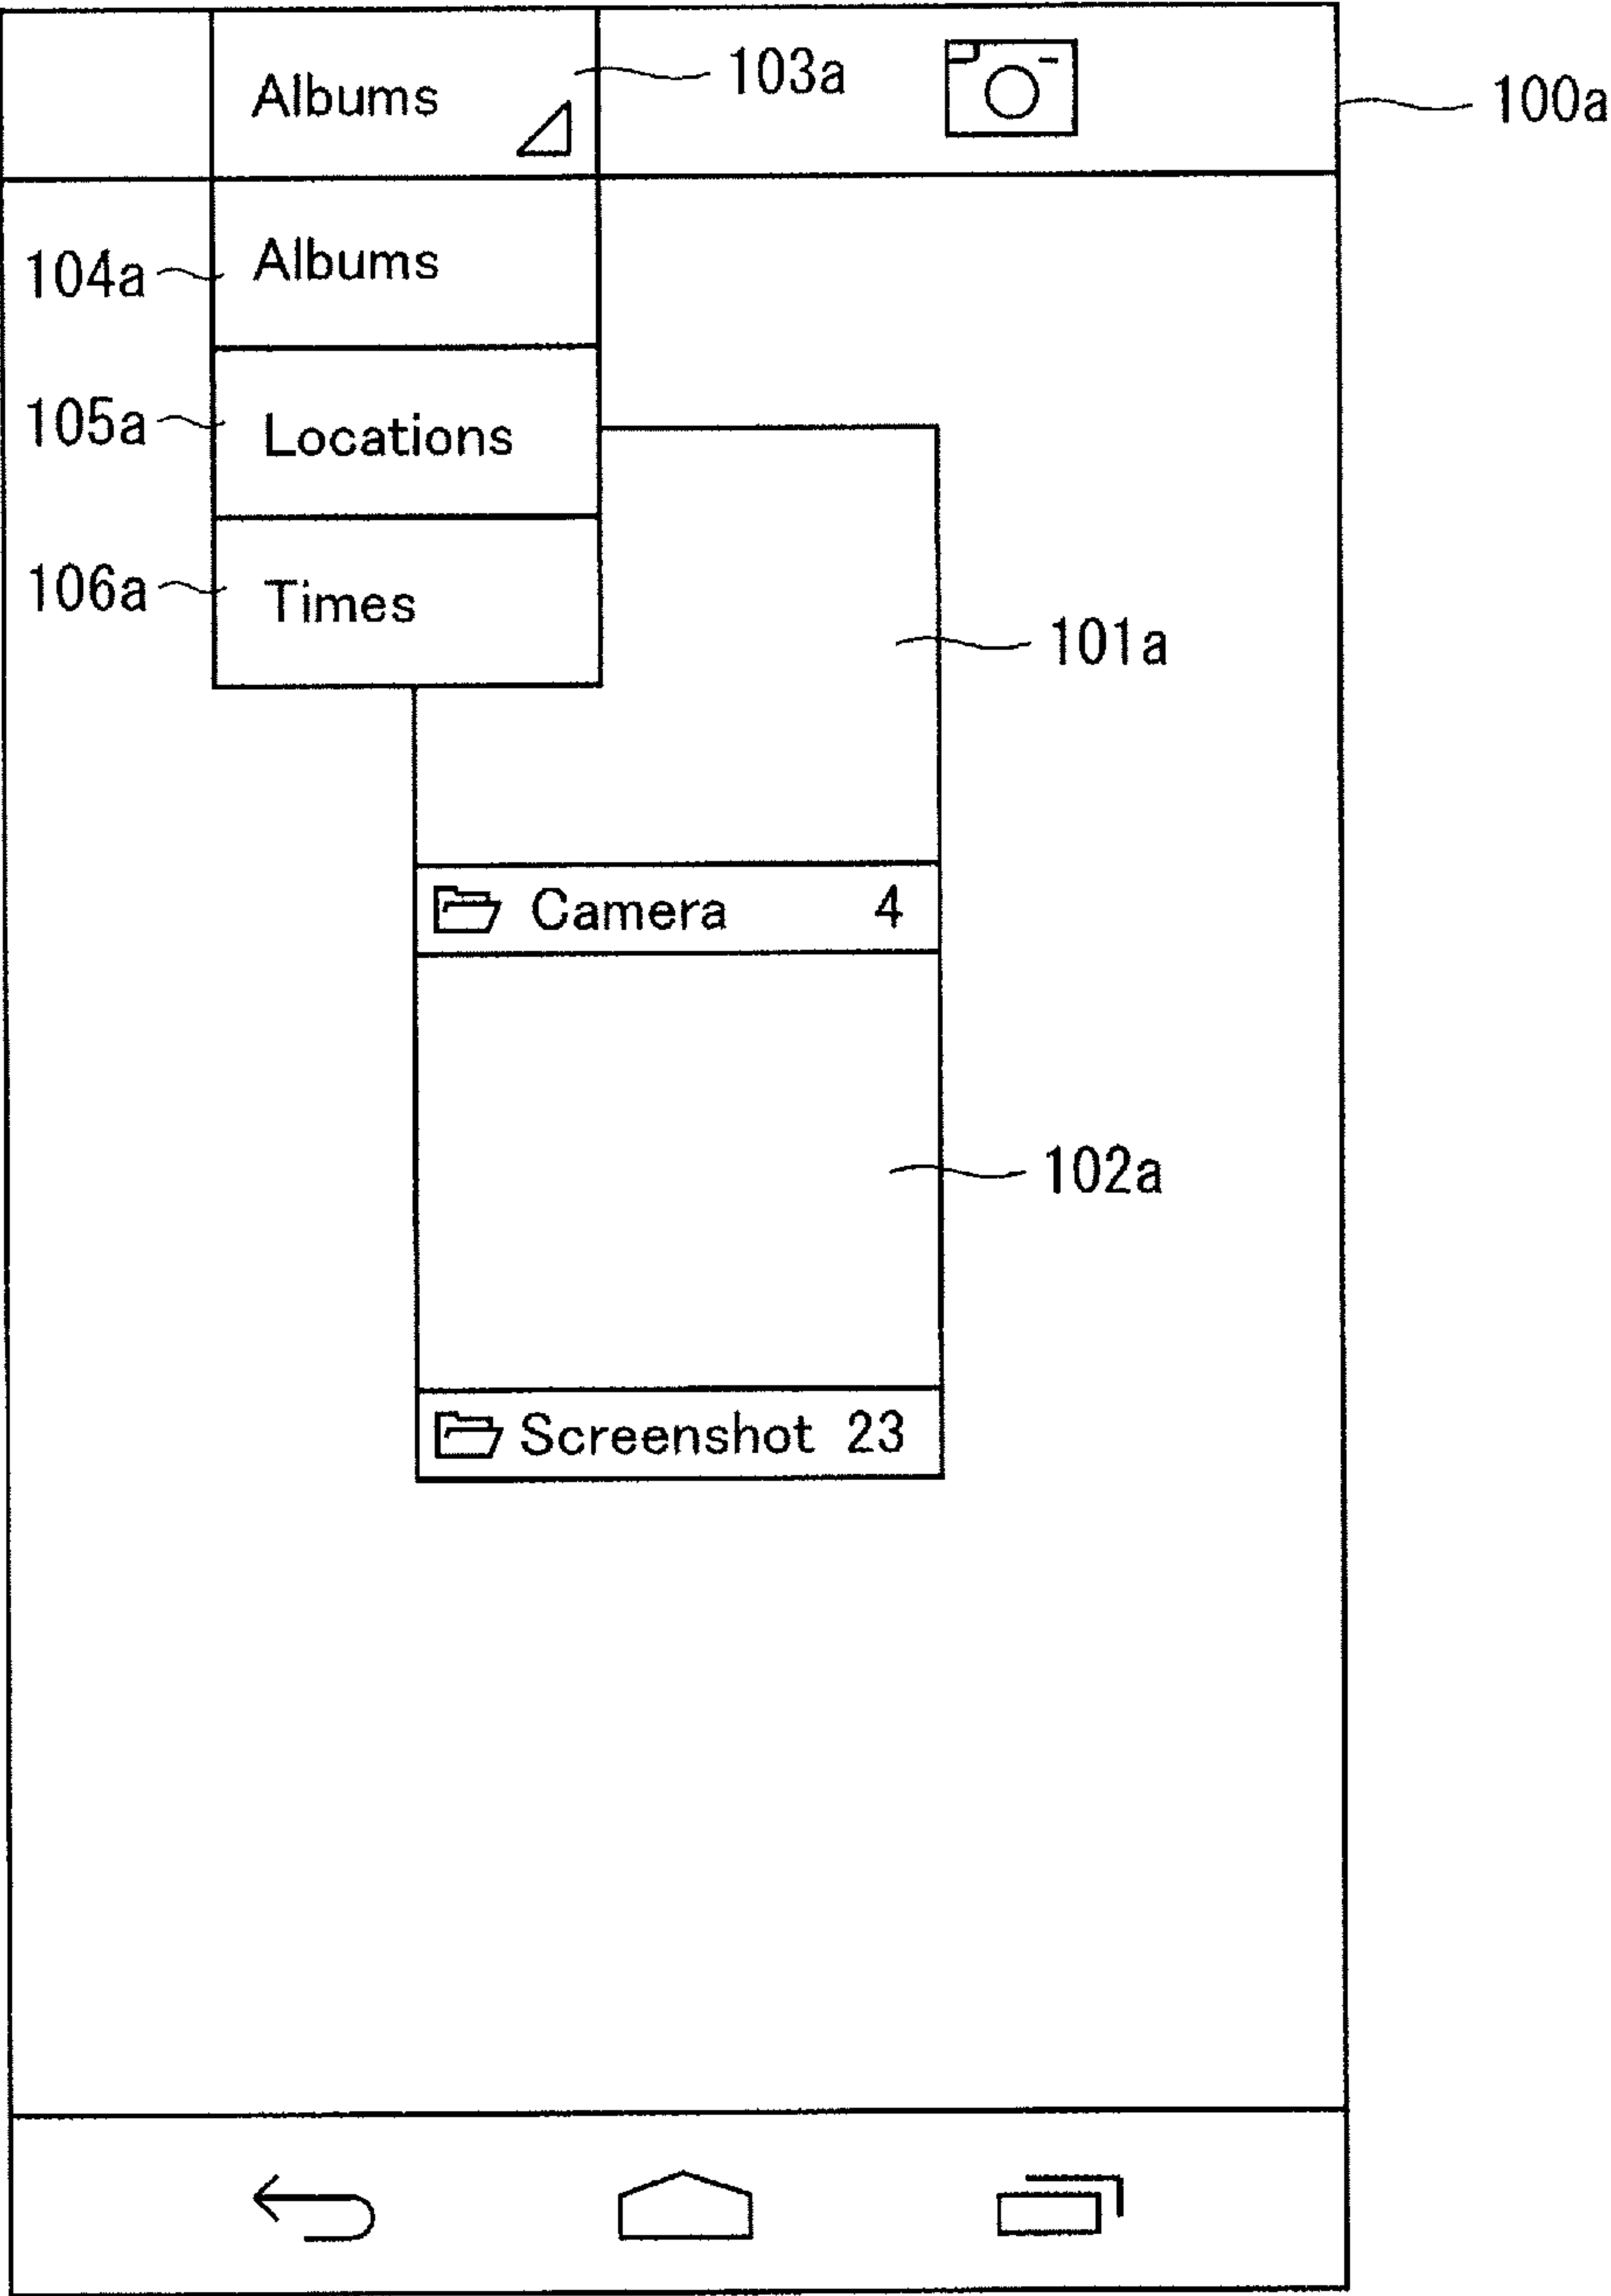 Albums
103a
100a
104a
Albums
105a
Locations
106a
Times
101a
Camera 4
102a
Screenshot 23